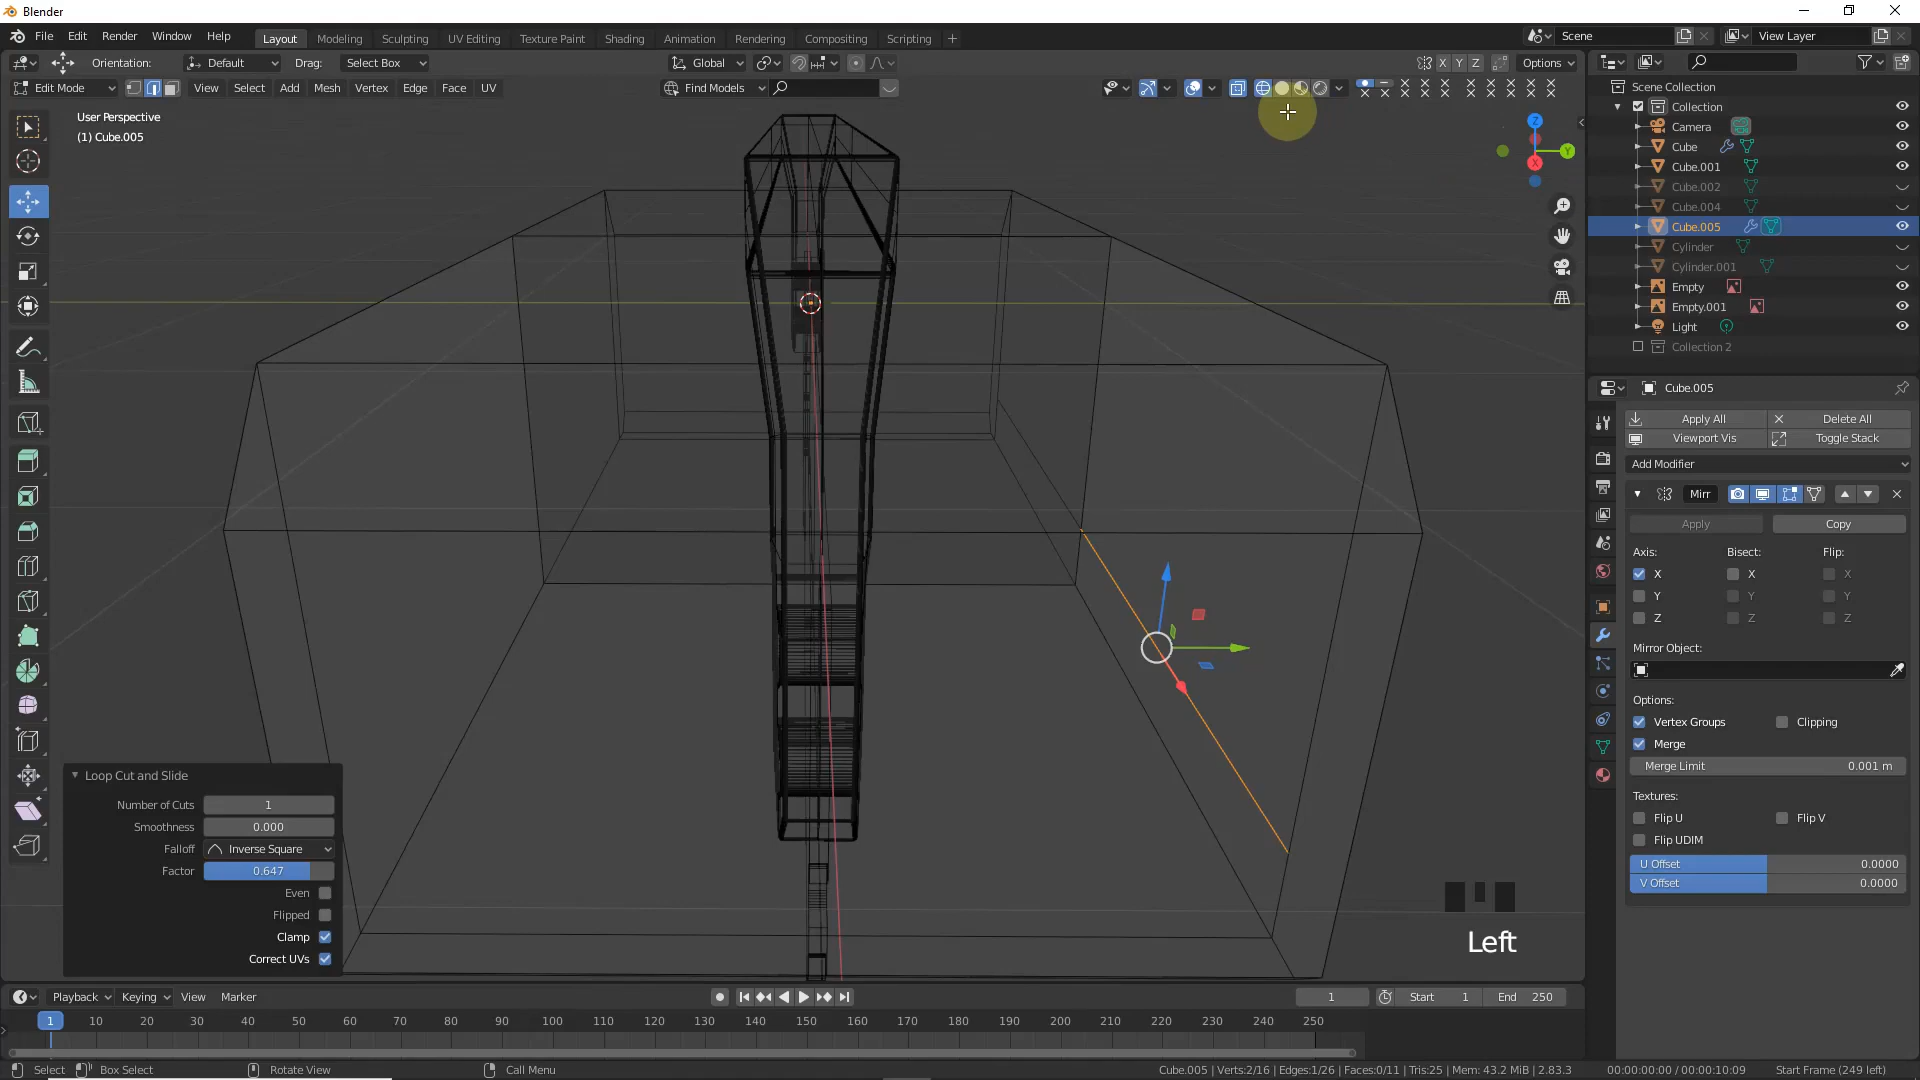 Blender
File Edit Render Window Help
Layout Modeling Sculpting UV Editing Texture Paint Shading Animation Rendering Compositing Scripting +
Scene
View Layer
Orientation: Default Drag: Select Box
Global
X Y Z
Options
Edit Mode View Select Add Mesh Vertex Edge Face UV
Find Models
User Perspective
(1) Cube.005
Z
Y
X
Scene Collection
Collection
Camera
Cube
Cube.001
Cube.002
Cube.004
Cube.005
Cylinder
Cylinder.001
Empty
Empty.001
Light
Collection 2
Cube.005
Apply All Delete All
Viewport Vis Toggle Stack
Add Modifier
Mirr
Apply Copy
Axis: Bisect: Flip:
X X X
Y Y Y
Z Z Z
Mirror Object:
Options:
Vertex Groups Clipping
Merge
Merge Limit 0.001 m
Textures:
Flip U Flip V
Flip UDIM
U Offset 0.0000
V Offset 0.0000
Loop Cut and Slide
Number of Cuts 1
Smoothness 0.000
Falloff Inverse Square
Factor 0.647
Even
Flipped
Clamp
Correct UVs
Left
Playback Keying View Marker
1 Start 1 End 250
1 10 20 30 40 50 60 70 80 90 100 110 120 130 140 150 160 170 180 190 200 210 220 230 240 250
Select Box Select Rotate View Call Menu
Cube.005 | Verts:2/16 | Edges:1/26 | Faces:0/11 | Tris:25 | Mem: 43.2 MiB | 2.83.3 00:00:00:00 / 00:00:10:09 Start Frame (249 left)